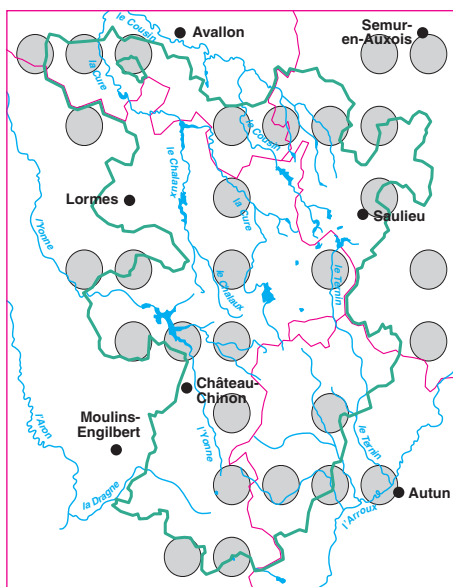 le Cousin
Avallon
Semur-
en-Auxois
la Cure
le Cousin
le Chalaux
Lormes
la Cure
Saulieu
l'Yonne
le Chalaux
le Ternin
Château-
Chinon
l'Aron
Moulins-
Engilbert
l'Yonne
le Ternin
la Dragne
Autun
l'Arroux